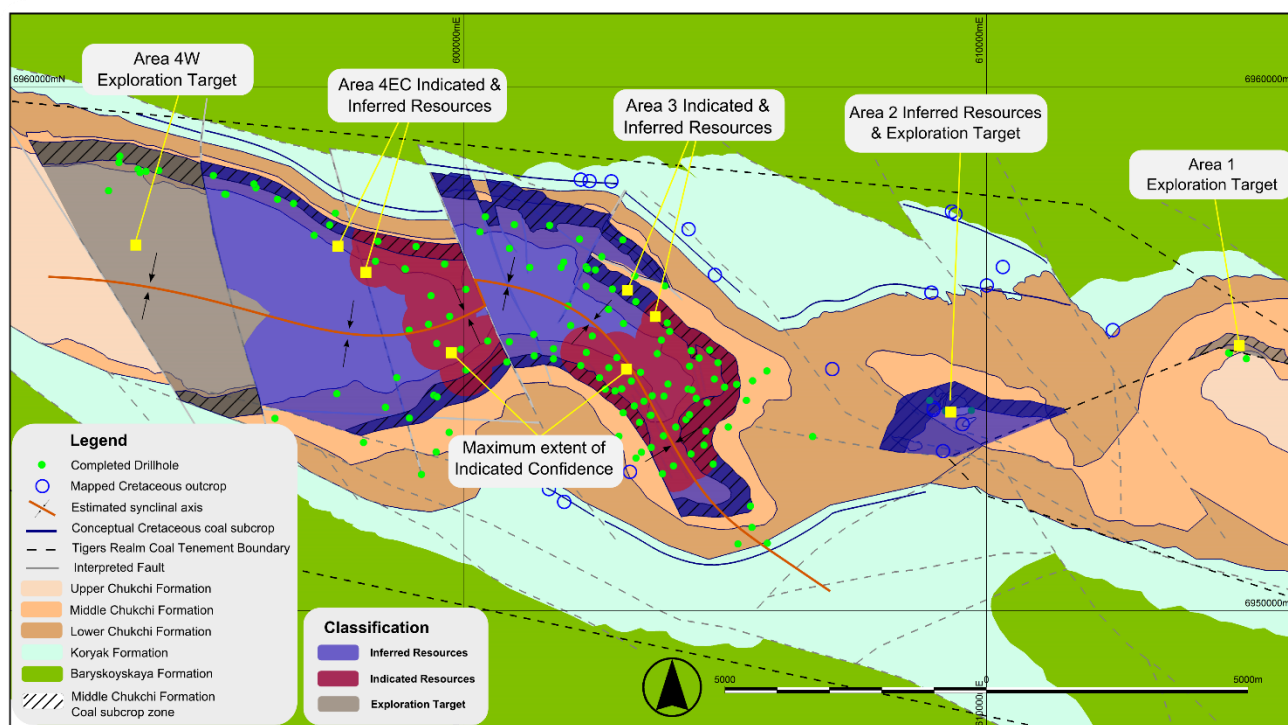 600000mE
610000mE
6960000mN
6960000m
Area 4W
Exploration Target
Area 4EC Indicated &
Inferred Resources
Area 3 Indicated &
Inferred Resources
Area 2 Inferred Resources
& Exploration Target
Area 1
Exploration Target
Maximum extent of
Indicated Confidence
Legend
Completed Drillhole
Mapped Cretaceous outcrop
Estimated synclinal axis
Conceptual Cretaceous coal subcrop
Tigers Realm Coal Tenement Boundary
Interpreted Fault
Upper Chukchi Formation
Middle Chukchi Formation
Lower Chukchi Formation
Koryak Formation
Baryskoyskaya Formation
Middle Chukchi Formation
Coal subcrop zone
Classification
Inferred Resources
Indicated Resources
Exploration Target
6950000m
5000
0
5000m
610000m